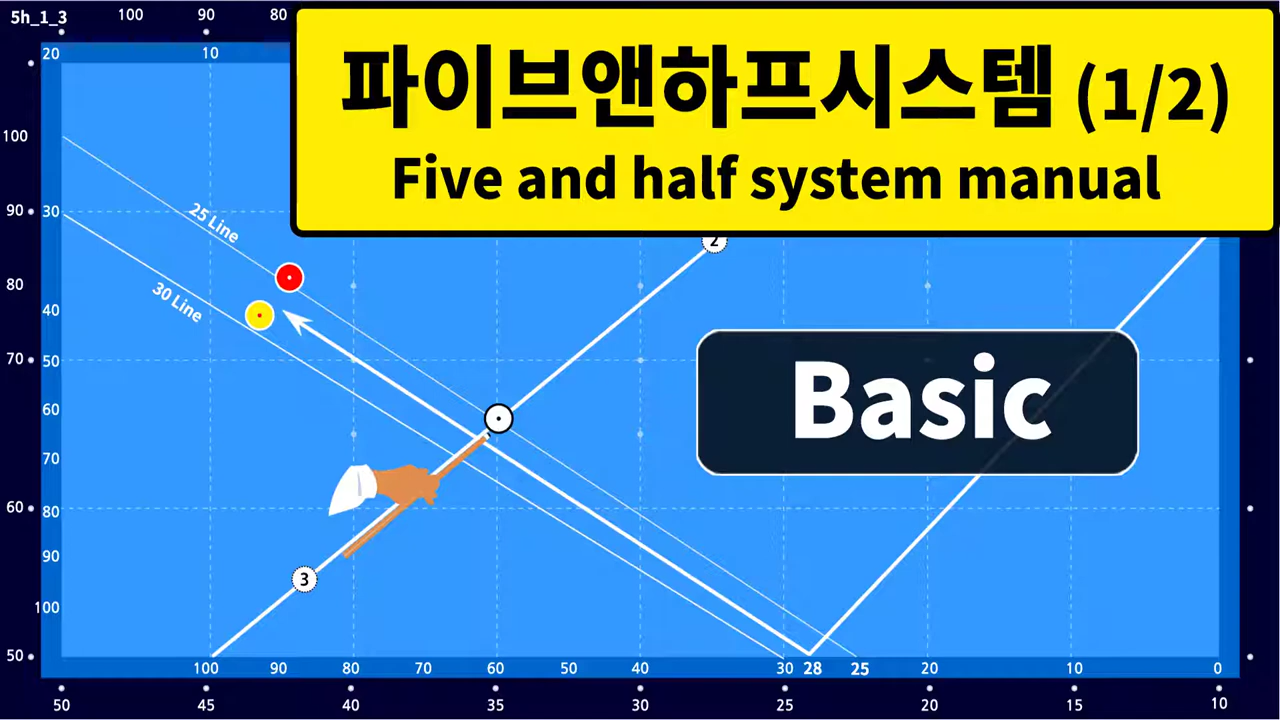 5h_1_3
100 90 80
20 10
파이브앤하프시스템 (1/2)
Five and half system manual
100
90 30
25 Line
80
30 Line
40
2
70 50
Basic
60
70
60 80
90
3
100
50
100 90 80 70 60 50 40 30 28 25 20 10 0
50 45 40 35 30 25 20 15 10